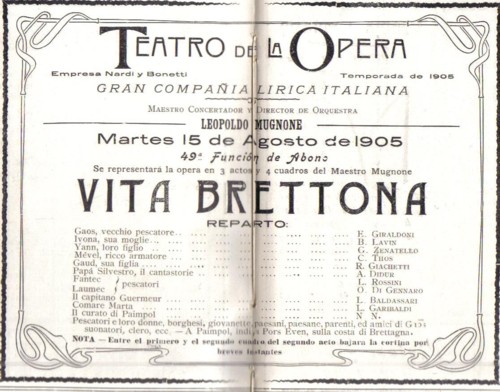 TEATRO DE LA OPERA
Empresa Nardi y Bonetti Temporada de 1905
GRAN COMPAÑIA LIRICA ITALIANA
MAESTRO CONCERTADOR Y DIRECTOR DE ORQUESTRA
LEOPOLDO MUGNONE
Martes 15 de Agosto de 1905
49ª Función de Abono
Se representará la opera en 3 actos y 4 cuadros del Maestro Mugnone
VITA BRETTONA
REPARTO:
Gaos, vecchio pescatore E. GIRALDONI
Ivona, sua moglie B. LAVIN
Yann, loro figlio G. ZENATELLO
Mével, ricco armatore C. THOS
Gaud, sua figlia R. GIACHETTI
Papá Silvestro, il cantastorie A. DIDUR
Fantec } pescatori L. ROSSINI
Laumec O. DI GENNARO
Il capitano Guermeur L. BALDASSARI
Comare Marta L. GARIBALDI
Il curato di Paimpol N. N.
Pescatori e loro donne, borghesi, giovanette, paesani, paesane, parenti, ed amici di
suonatori, clero, ecc. — A Paimpol, Pors Even, sulla costa di Brettagna.
NOTA — Entre el primero y el segundo cuadro del segundo acto bajara la cortina por
breves instantes